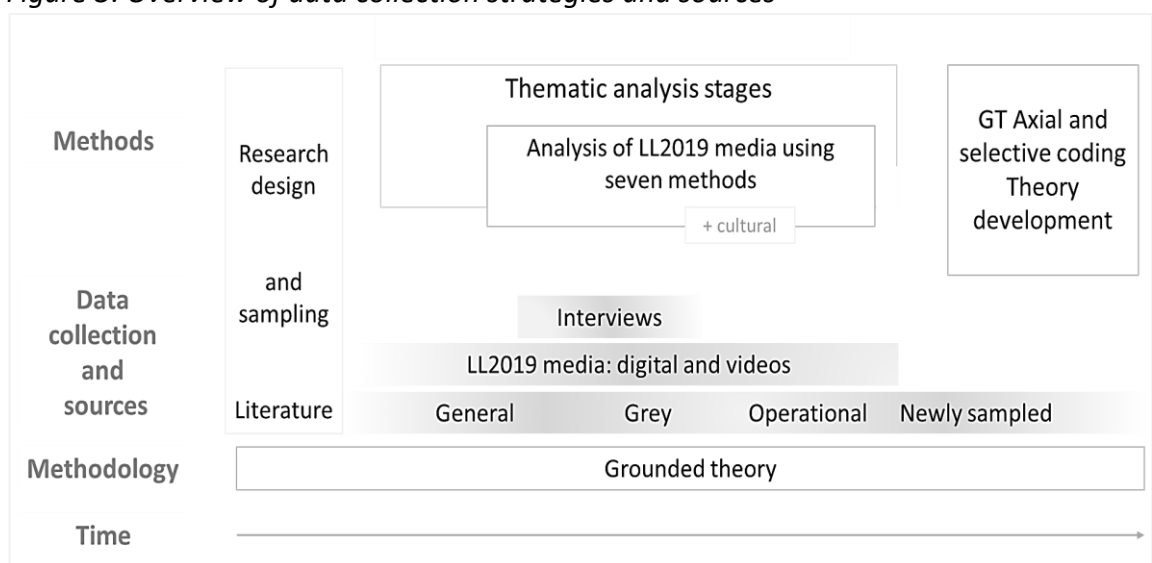 Figure 3. Overview of data collection strategies and sources
Methods
Research
design
and
sampling
Literature
Thematic analysis stages
Analysis of LL2019 media using
seven methods
+ cultural
GT Axial and
selective coding
Theory
development
Data
collection
and
sources
Interviews
LL2019 media: digital and videos
General Grey Operational Newly sampled
Methodology
Grounded theory
Time